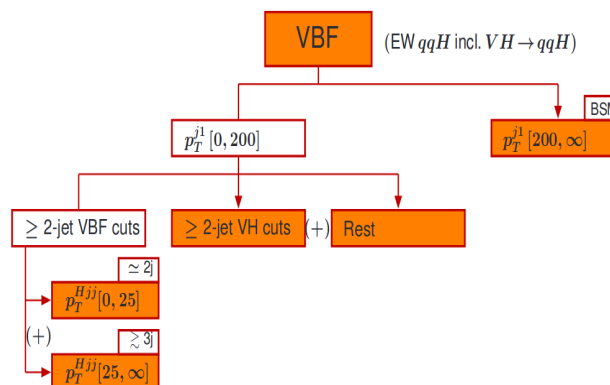 VBF (EW qqH incl. VH → qqH)
BSM
p_T^{j1} [0, 200]
p_T^{j1} [200, ∞]
≥ 2-jet VBF cuts
≥ 2-jet VH cuts (+) Rest
≃ 2j
p_T^{Hjj}[0, 25]
(+)
≳ 3j
p_T^{Hjj}[25, ∞]